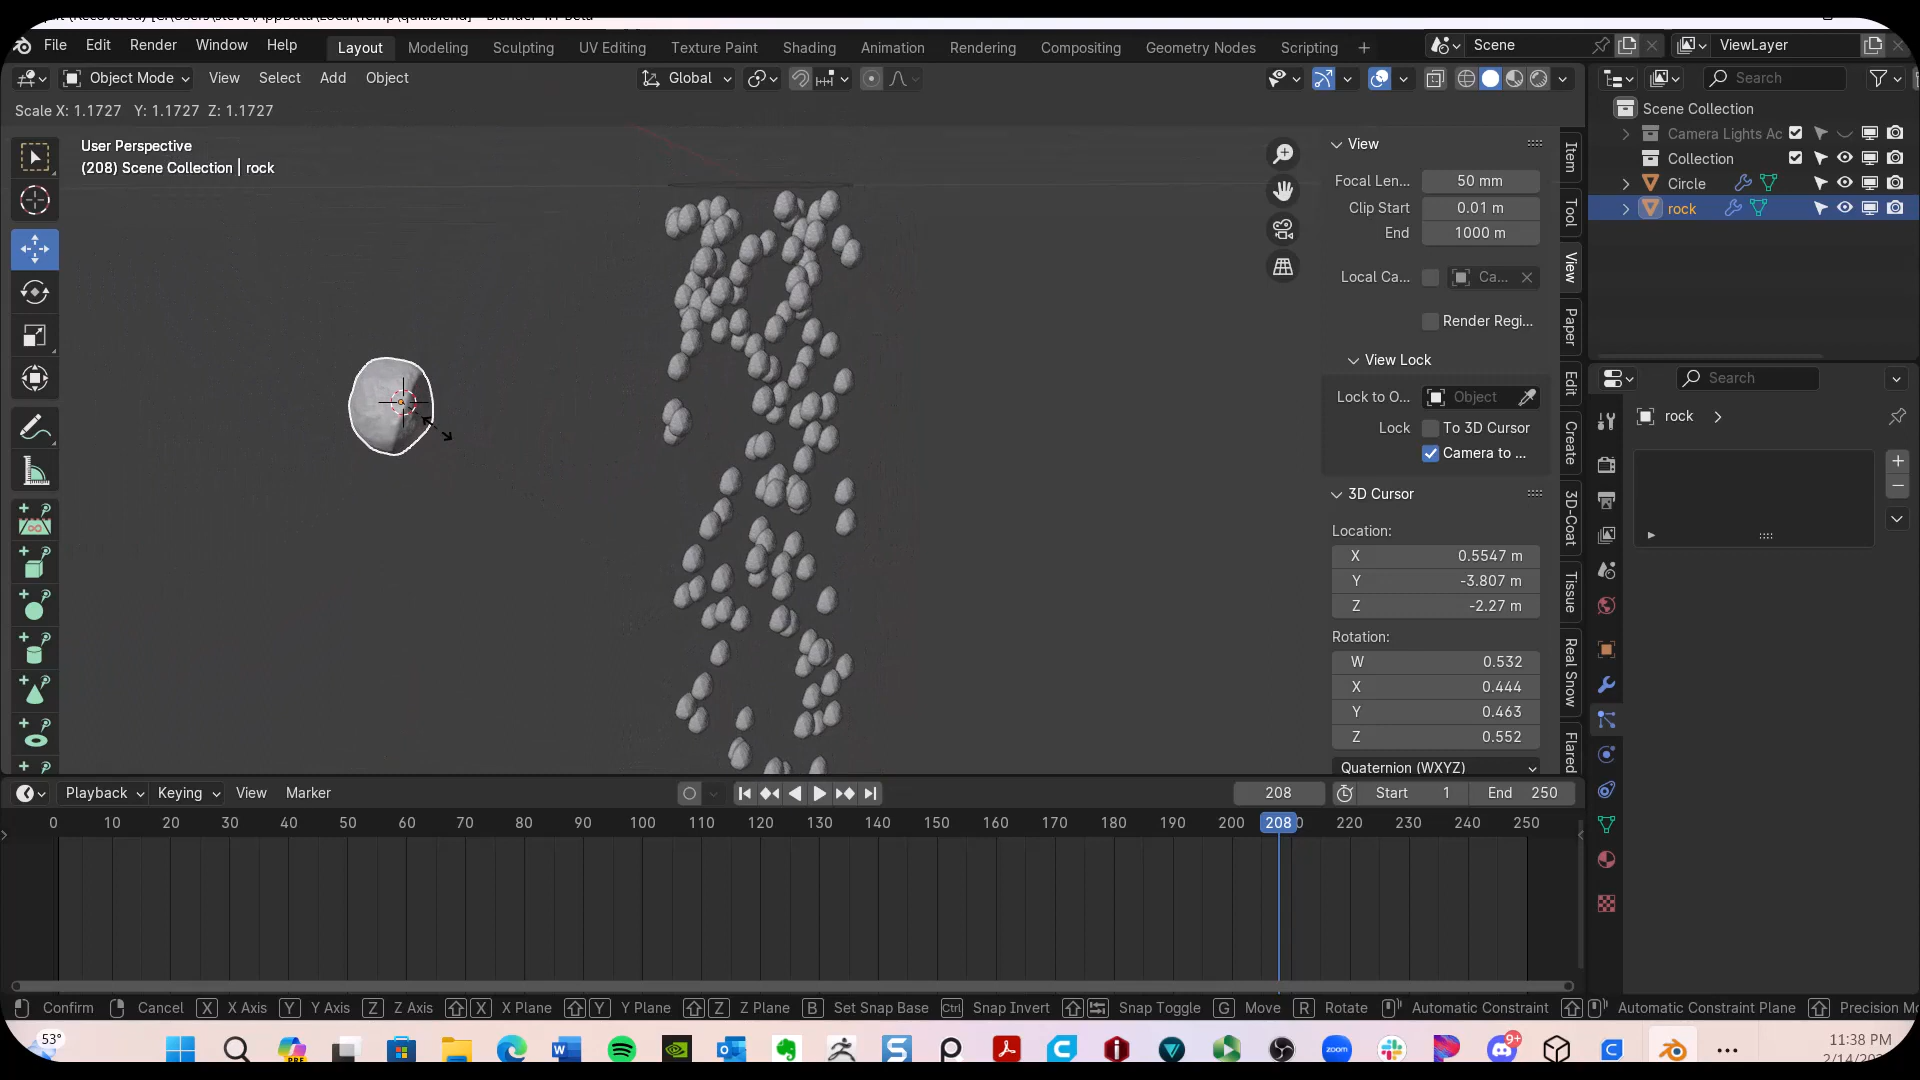 File Edit Render Window Help Layout Modeling Sculpting UV Editing Texture Paint Shading Animation Rendering Compositing Geometry Nodes Scripting + Scene ViewLayer
Object Mode View Select Add Object Global Search
Scale X: 1.1727 Y: 1.1727 Z: 1.1727
User Perspective
(208) Scene Collection | rock
Scene Collection
Camera Lights Ac
Collection
Circle
rock
View
Focal Len... 50 mm
Clip Start 0.01 m
End 1000 m
Local Ca... Ca...
Render Regi...
View Lock
Lock to O... Object
Lock To 3D Cursor
Camera to ...
3D Cursor
Location:
X 0.5547 m
Y -3.807 m
Z -2.27 m
Rotation:
W 0.532
X 0.444
Y 0.463
Z 0.552
Quaternion (WXYZ)
Item
Tool
View
Paper
Edit
Create
3D-Coat
Tissue
Real Snow
Flared
Search
rock
Playback Keying View Marker 208 Start 1 End 250
0 10 20 30 40 50 60 70 80 90 100 110 120 130 140 150 160 170 180 190 200 208 220 230 240 250
Confirm Cancel X X Axis Y Y Axis Z Z Axis X X Plane Y Y Plane Z Z Plane B Set Snap Base Ctrl Snap Invert Snap Toggle G Move R Rotate Automatic Constraint Automatic Constraint Plane Precision Mo
53°
PRE
zoom
9+
11:38 PM